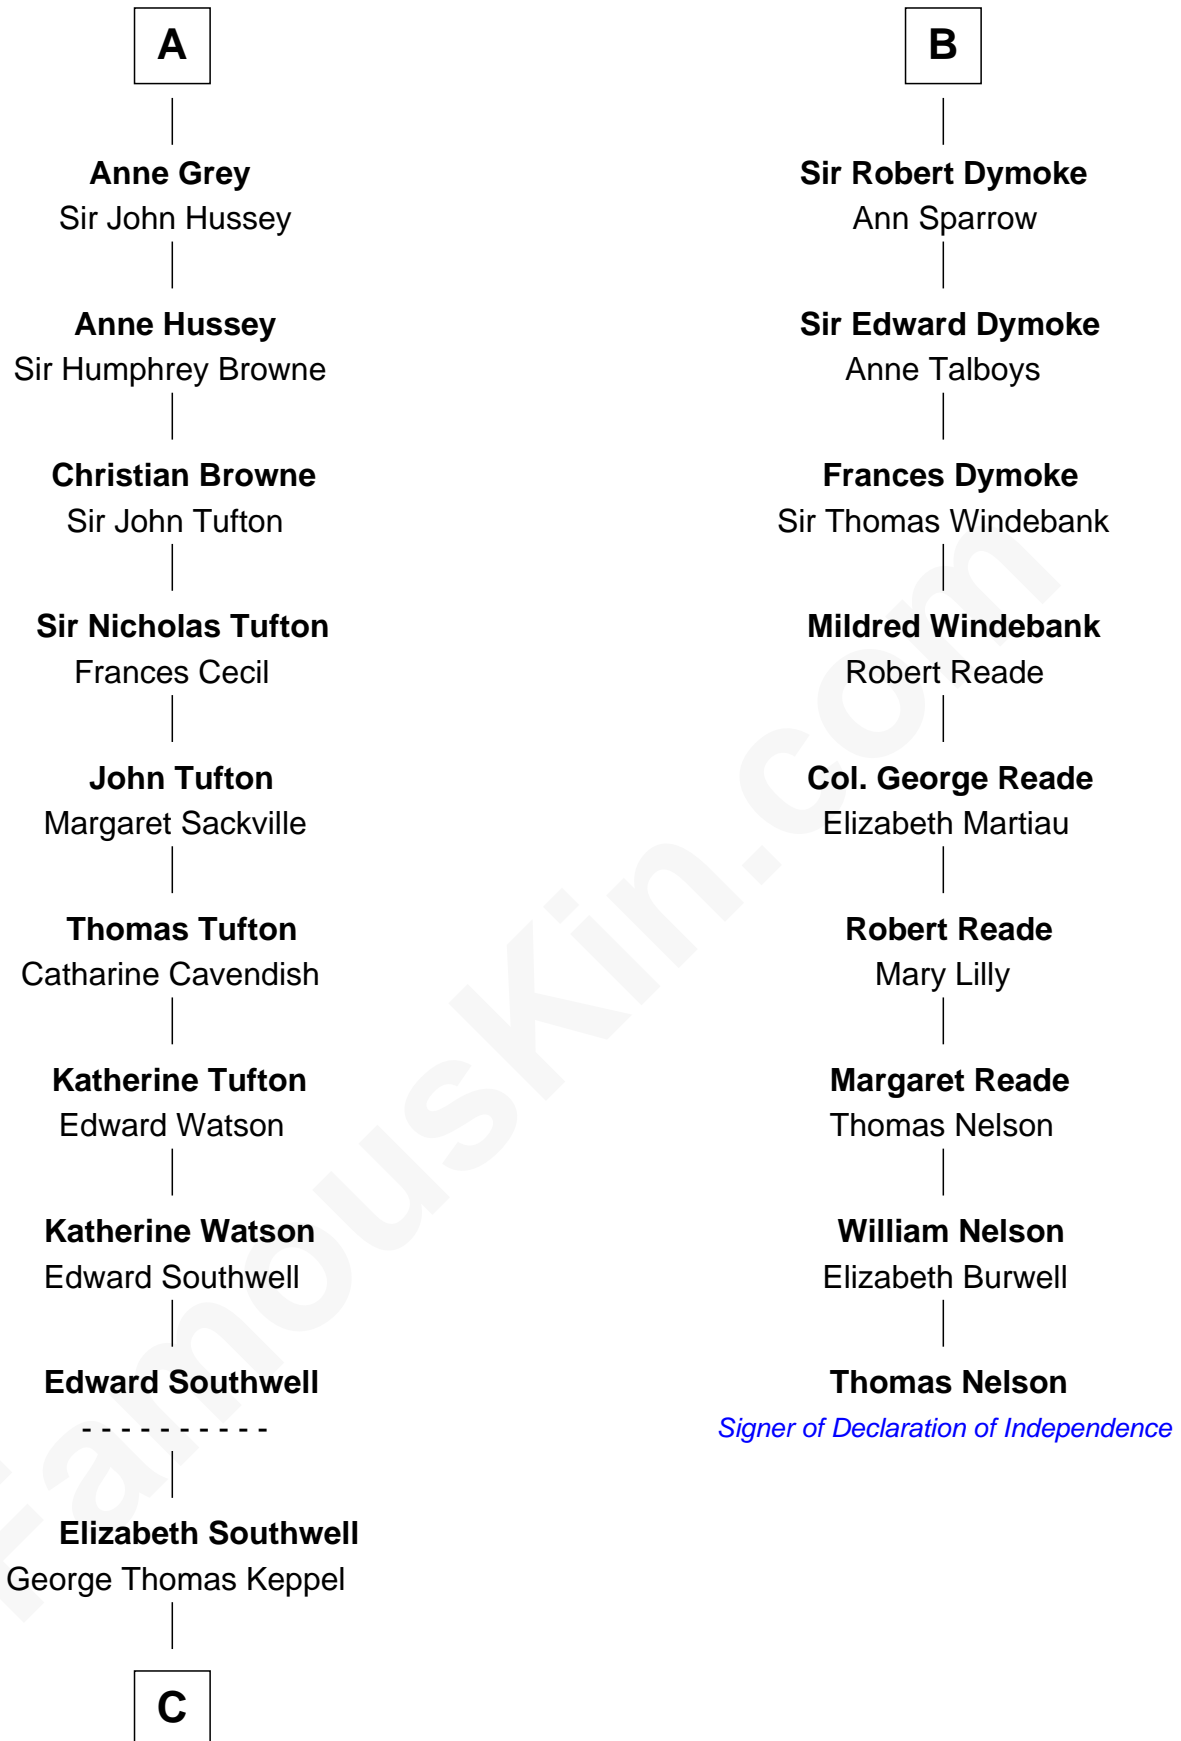 A
Anne Grey
Sir John Hussey
Anne Hussey
Sir Humphrey Browne
Christian Browne
Sir John Tufton
Sir Nicholas Tufton
Frances Cecil
John Tufton
Margaret Sackville
Thomas Tufton
Catharine Cavendish
Katherine Tufton
Edward Watson
Katherine Watson
Edward Southwell
Edward Southwell
- - - - - - - - - -
Elizabeth Southwell
George Thomas Keppel
C
B
Sir Robert Dymoke
Ann Sparrow
Sir Edward Dymoke
Anne Talboys
Frances Dymoke
Sir Thomas Windebank
Mildred Windebank
Robert Reade
Col. George Reade
Elizabeth Martiau
Robert Reade
Mary Lilly
Margaret Reade
Thomas Nelson
William Nelson
Elizabeth Burwell
Thomas Nelson
Signer of Declaration of Independence
FamousKin.com